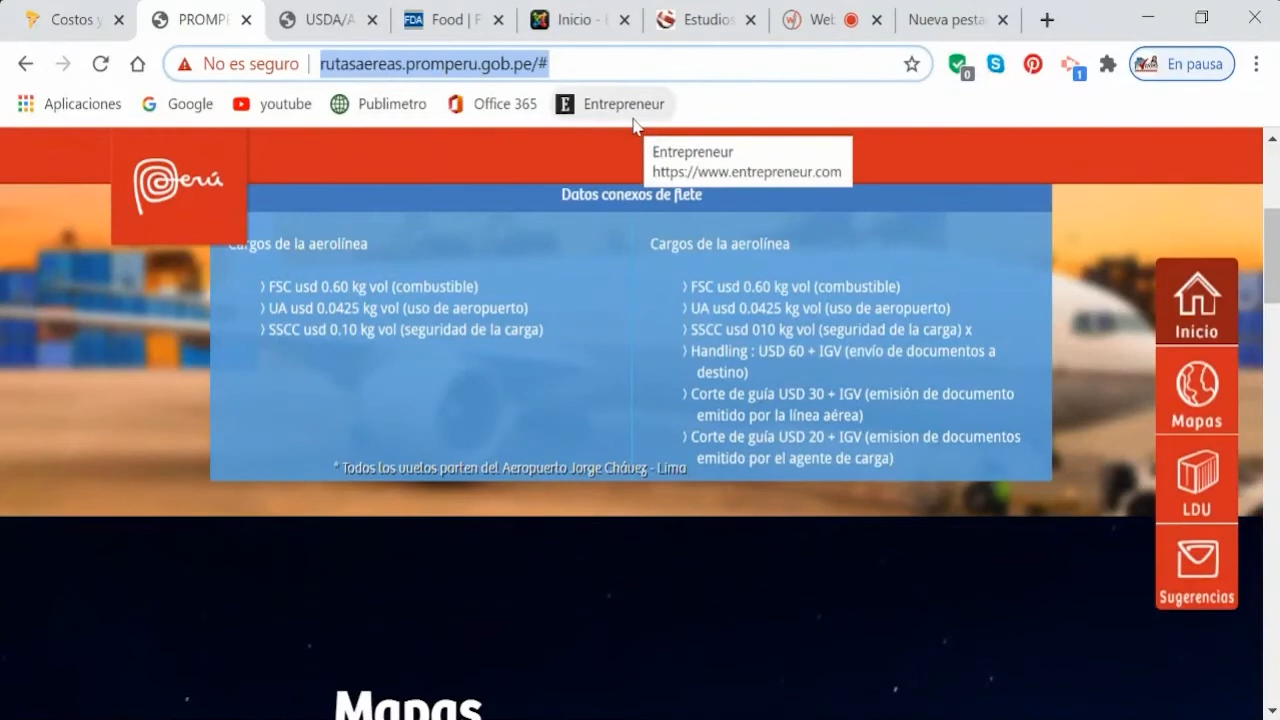 Costos y
PROMPE
USDA/A
Food | F
Inicio - E
Estudios
Web
Nueva pesta
No es seguro
rutasaereas.promperu.gob.pe/#
0
1
En pausa
Aplicaciones
Google
youtube
Publimetro
Office 365
Entrepreneur
Entrepreneur
https://www.entrepreneur.com
Perú
Datos conexos de flete
Cargos de la aerolínea
〉FSC usd 0.60 kg vol (combustible)
〉UA usd 0.0425 kg vol (uso de aeropuerto)
〉SSCC usd 0.10 kg vol (seguridad de la carga)
Cargos de la aerolínea
〉FSC usd 0.60 kg vol (combustible)
〉UA usd 0.0425 kg vol (uso de aeropuerto)
〉SSCC usd 010 kg vol (seguridad de la carga) x
〉Handling : USD 60 + IGV (envío de documentos a
destino)
〉Corte de guía USD 30 + IGV (emisión de documento
emitido por la línea aérea)
〉Corte de guía USD 20 + IGV (emision de documentos
emitido por el agente de carga)
* Todos los vuelos parten del Aeropuerto Jorge Chávez - Lima
Inicio
Mapas
LDU
Sugerencias
Mapas